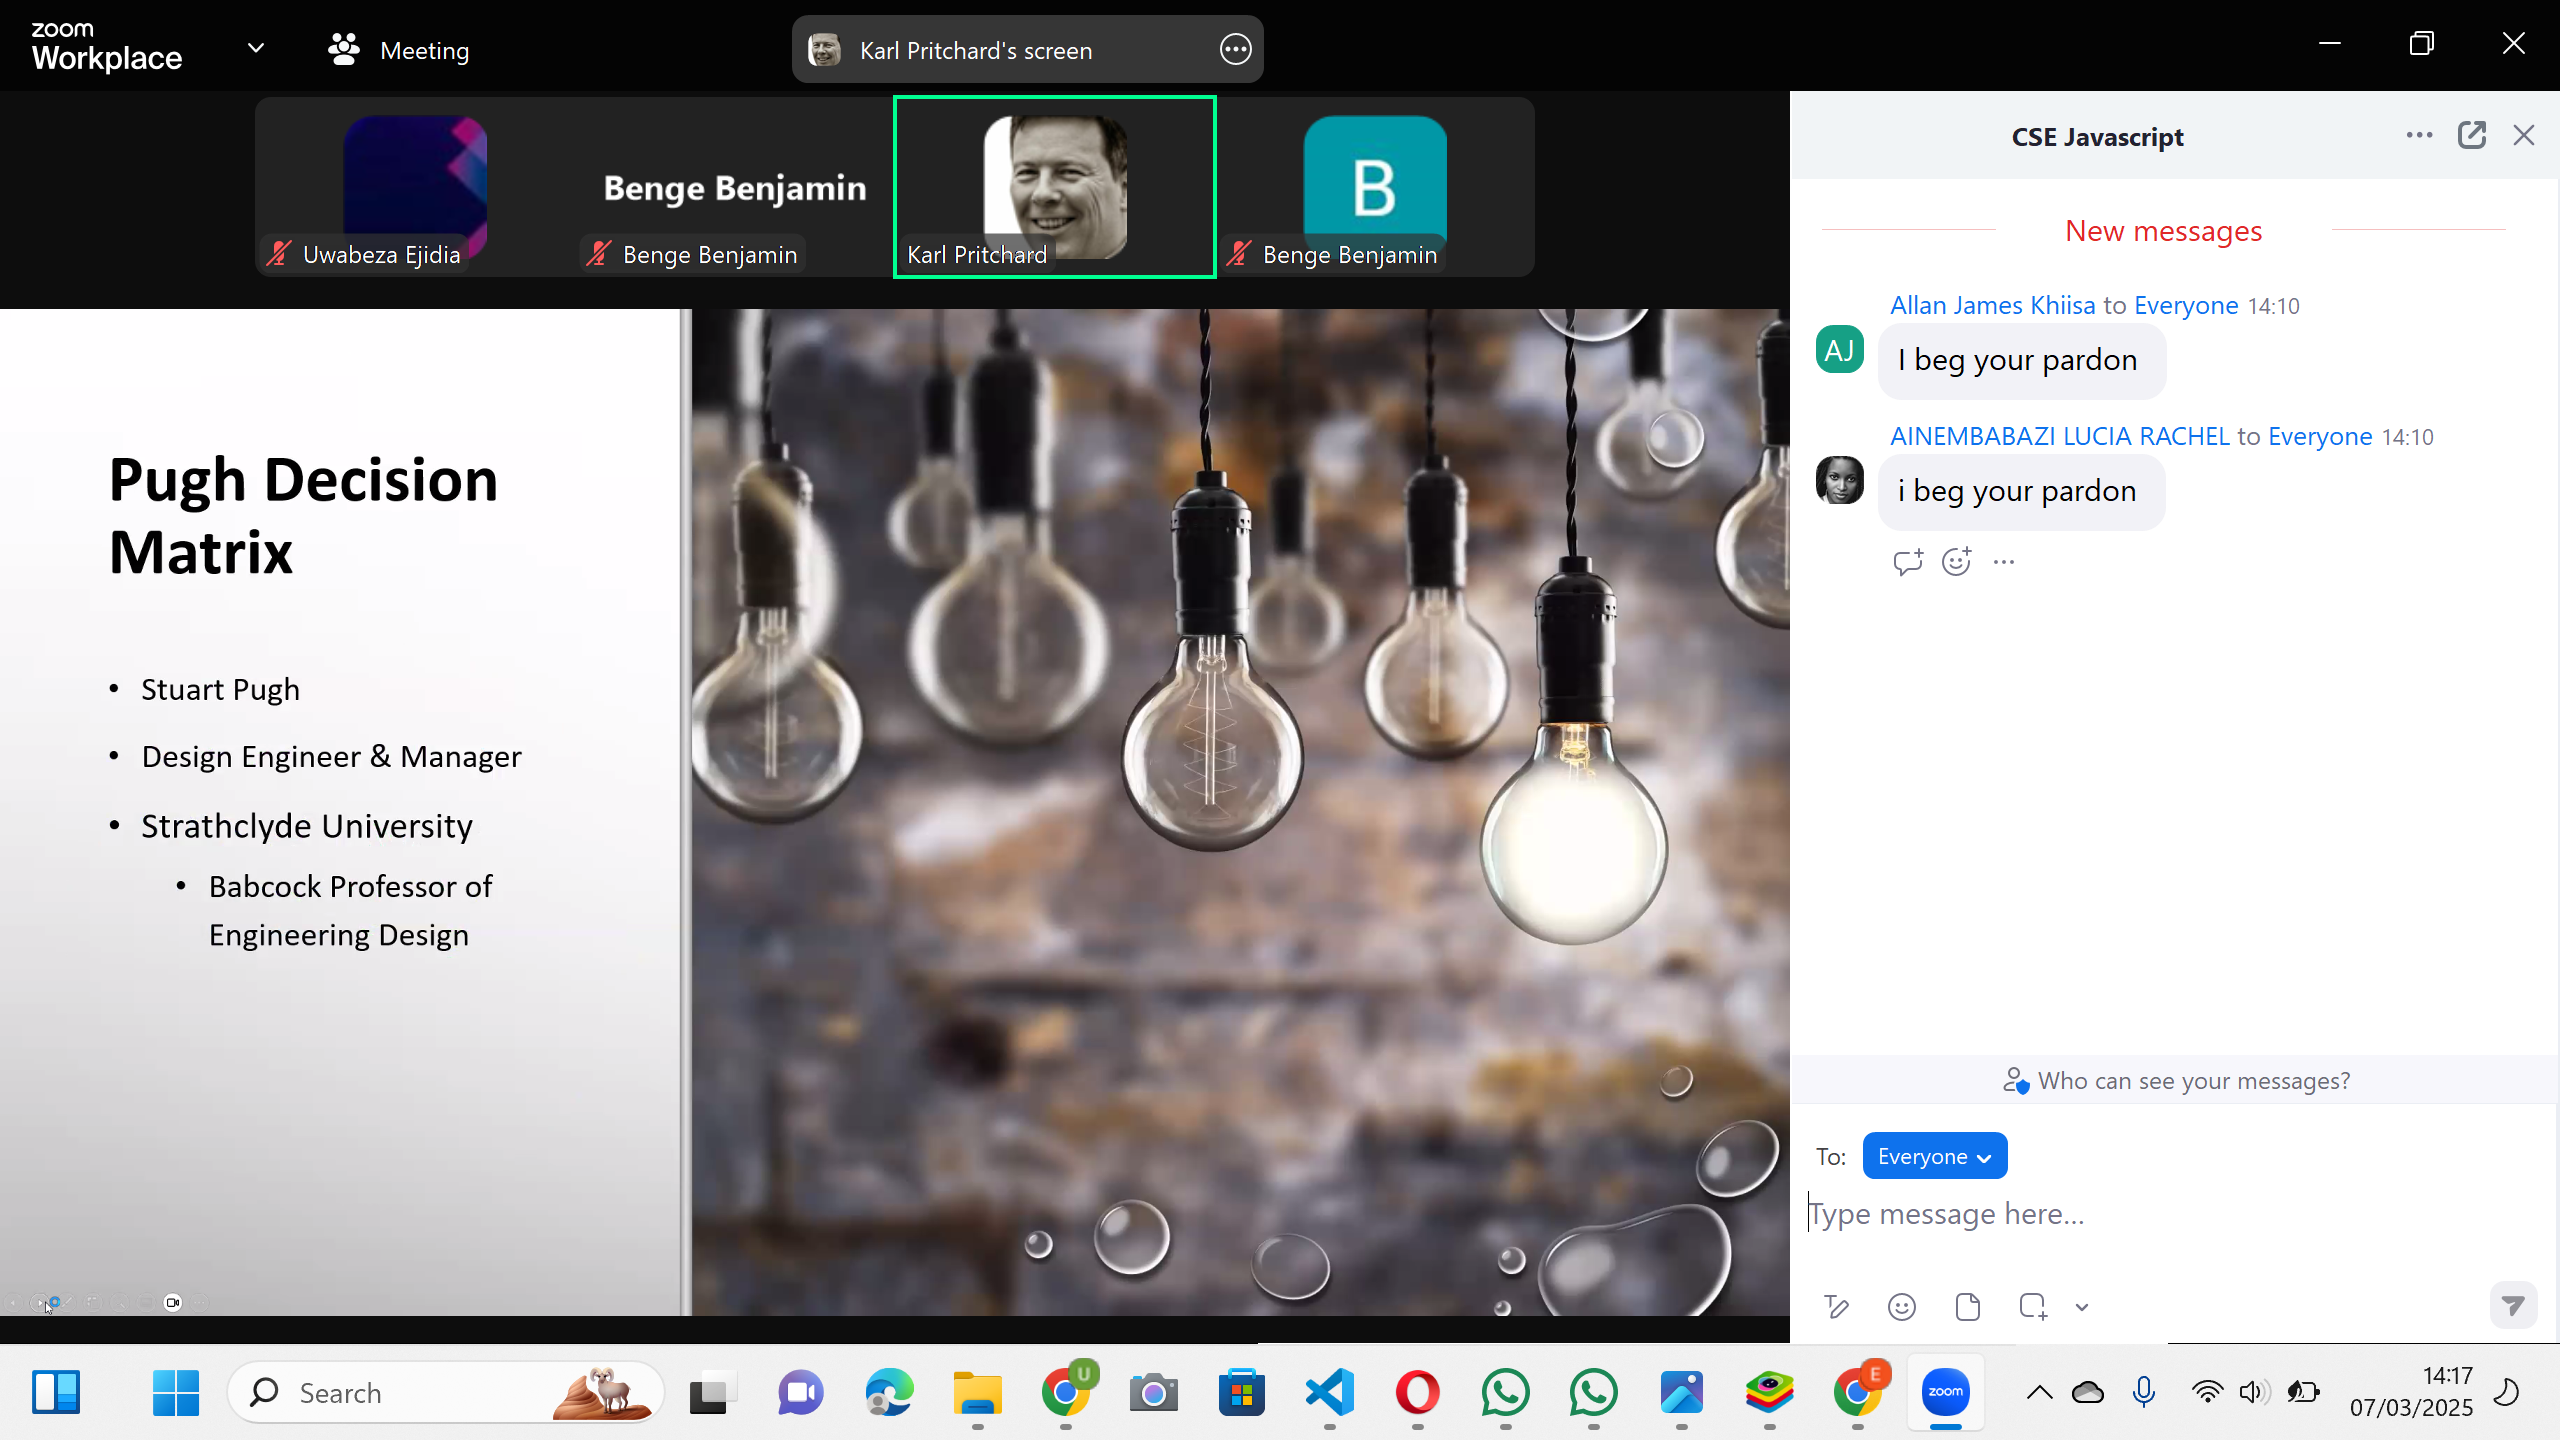 zoom
Workplace
Meeting
Karl Pritchard's screen
Uwabeza Ejidia
Benge Benjamin
Benge Benjamin
Karl Pritchard
B
Benge Benjamin
Pugh Decision
Matrix
• Stuart Pugh
• Design Engineer & Manager
• Strathclyde University
• Babcock Professor of
Engineering Design
CSE Javascript
New messages
Allan James Khiisa to Everyone 14:10
AJ
I beg your pardon
AINEMBABAZI LUCIA RACHEL to Everyone 14:10
i beg your pardon
Who can see your messages?
To: Everyone
Type message here...
Search
U
E
zoom
14:17
07/03/2025